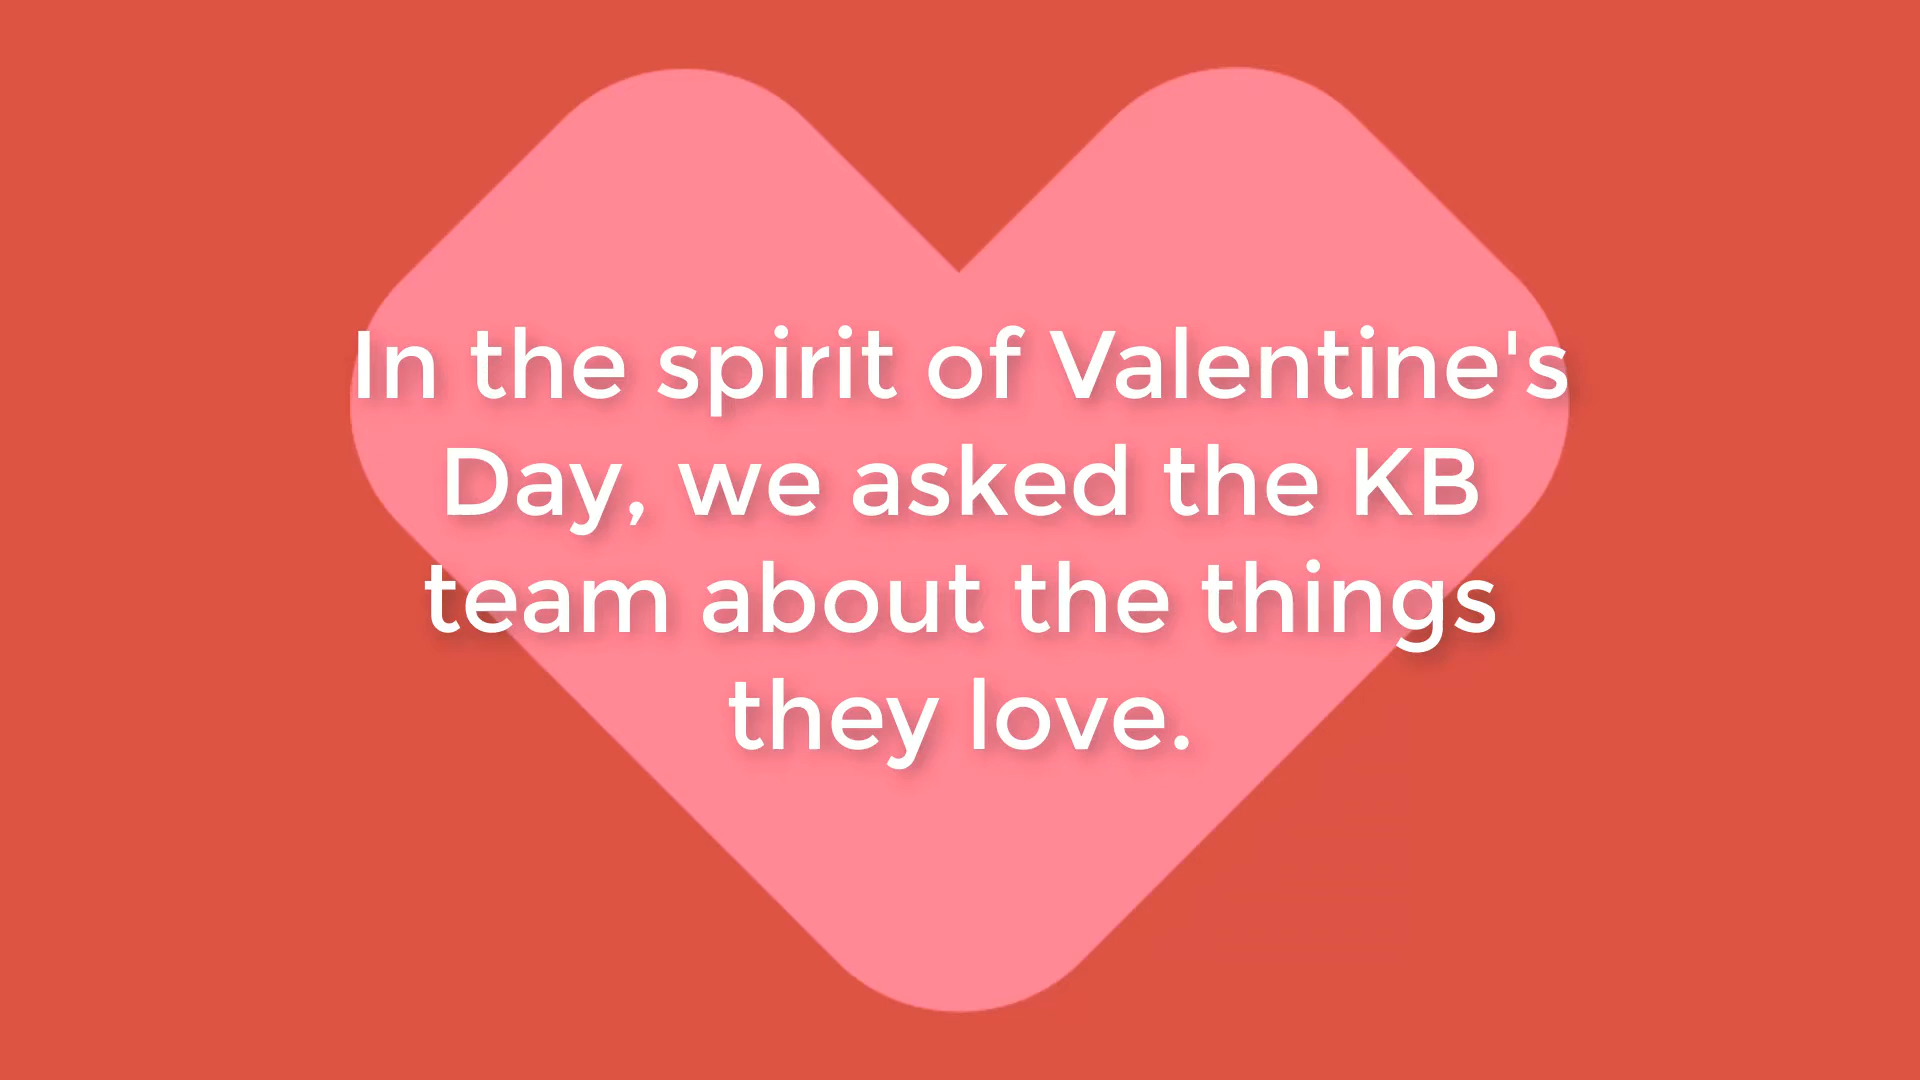 In the spirit of Valentine's
Day, we asked the KB
team about the things
they love.